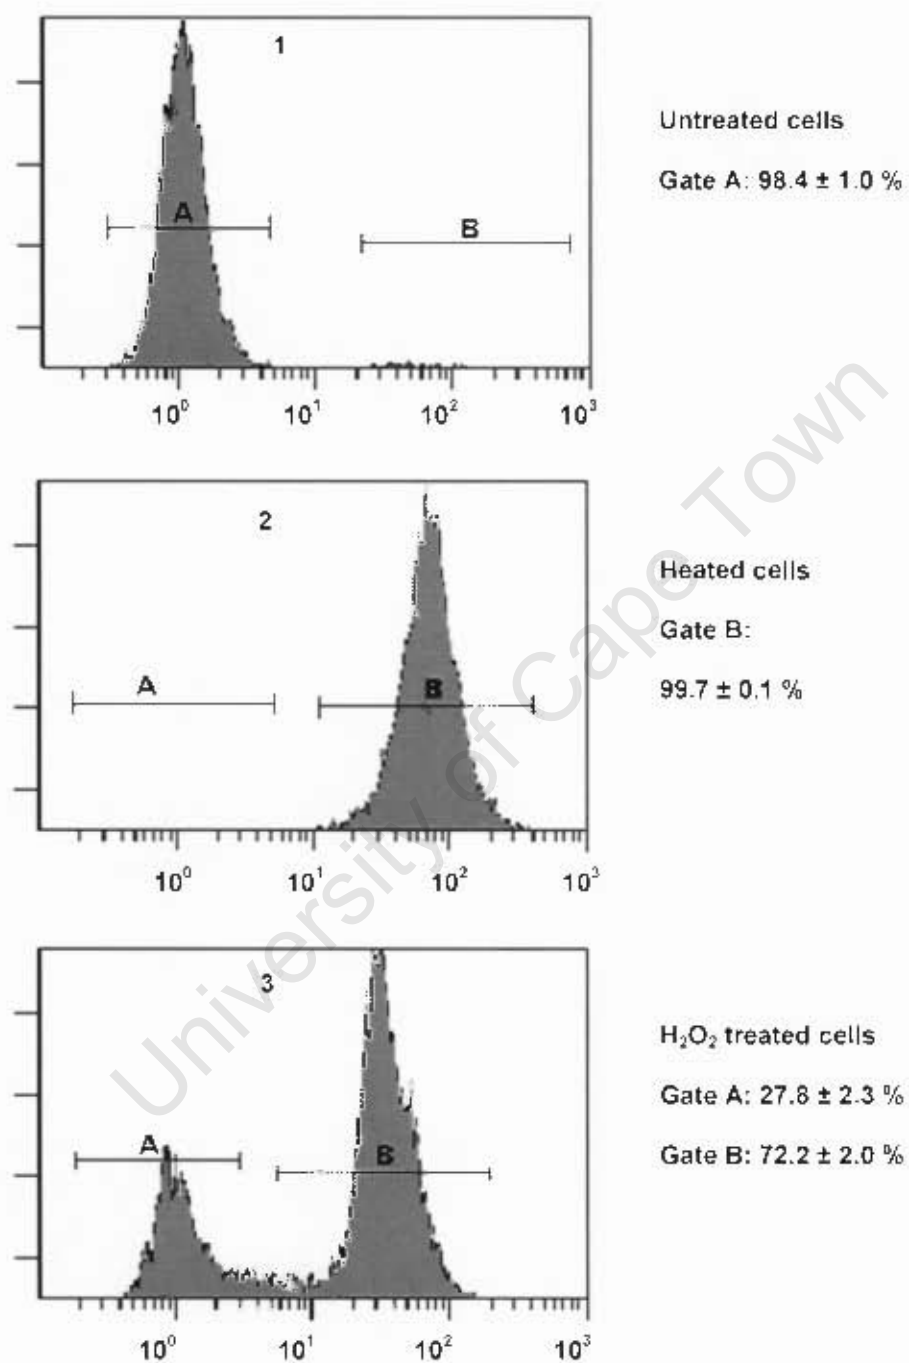 1
Untreated cells
Gate A: 98.4 ± 1.0 %
A
B
10⁰ 10¹ 10² 10³
2
Heated cells
Gate B:
99.7 ± 0.1 %
A
B
10⁰ 10¹ 10² 10³
3
H₂O₂ treated cells
Gate A: 27.8 ± 2.3 %
Gate B: 72.2 ± 2.0 %
A
B
10⁰ 10¹ 10² 10³
University of Cape Town